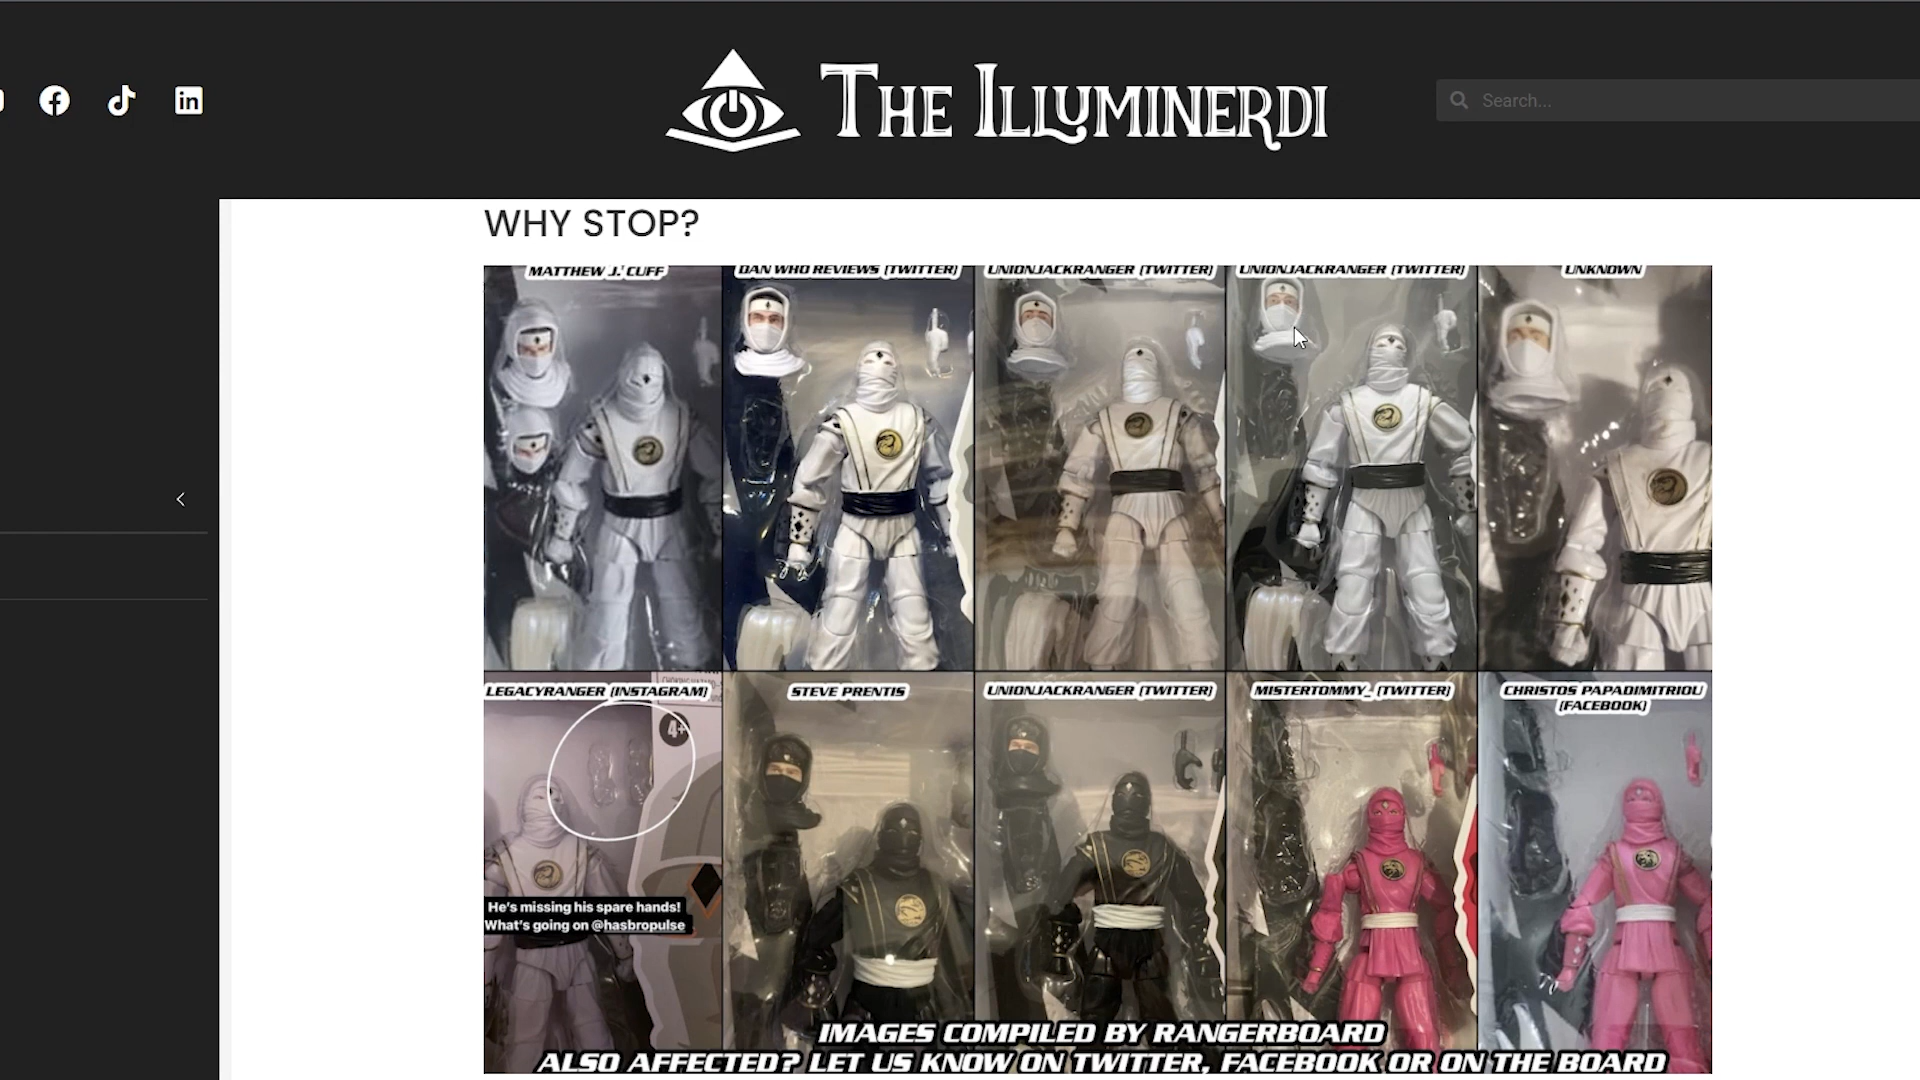 THE ILLUMINERDI
Search...
WHY STOP?
MATTHEW J. CUFF
DAN WHO REVIEWS (TWITTER)
UNIONJACKRANGER (TWITTER)
UNIONJACKRANGER (TWITTER)
UNKNOWN
LEGACYRANGER (INSTAGRAM)
STEVE PRENTIS
UNIONJACKRANGER (TWITTER)
MISTERTOMMY_ (TWITTER)
CHRISTOS PAPADIMITRIOU
(FACEBOOK)
4+
He's missing his spare hands!
What's going on @hasbropulse
IMAGES COMPILED BY RANGERBOARD
ALSO AFFECTED? LET US KNOW ON TWITTER, FACEBOOK OR ON THE BOARD